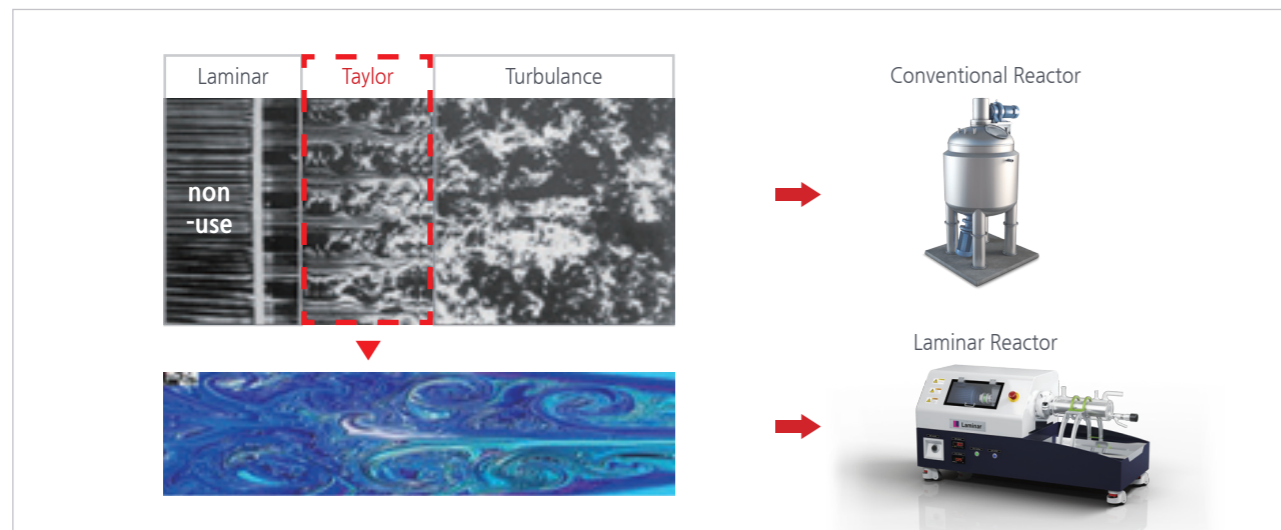 Laminar
Taylor
Turbulance
non
-use
Conventional Reactor
Laminar Reactor
Laminar